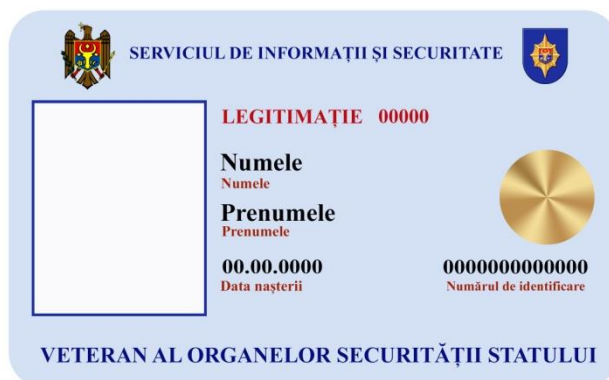 SERVICIUL DE INFORMAȚII ȘI SECURITATE
LEGITIMAȚIE 00000
Numele
Numele
Prenumele
Prenumele
00.00.0000 0000000000000
Data nașterii Numărul de identificare
VETERAN AL ORGANELOR SECURITĂȚII STATULUI